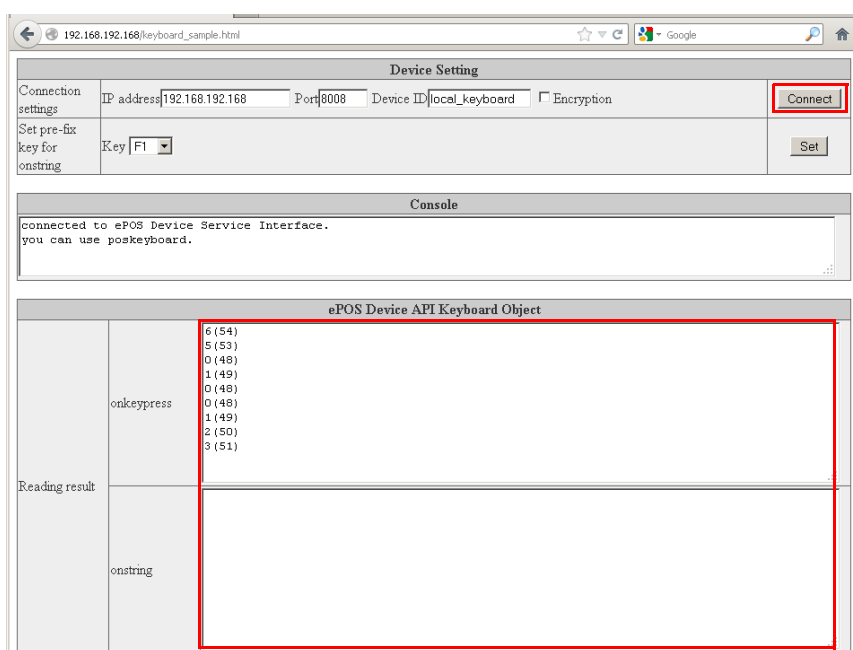 192.168.192.168/keyboard_sample.html
Google
Device Setting
Connection settings
IP address 192.168.192.168 Port 8008 Device ID local_keyboard Encryption
Connect
Set pre-fix key for onstring
Key F1
Set
Console
connected to ePOS Device Service Interface.
you can use poskeyboard.
ePOS Device API Keyboard Object
Reading result
onkeypress
6(54)
5(53)
0(48)
1(49)
0(48)
0(48)
1(49)
2(50)
3(51)
onstring